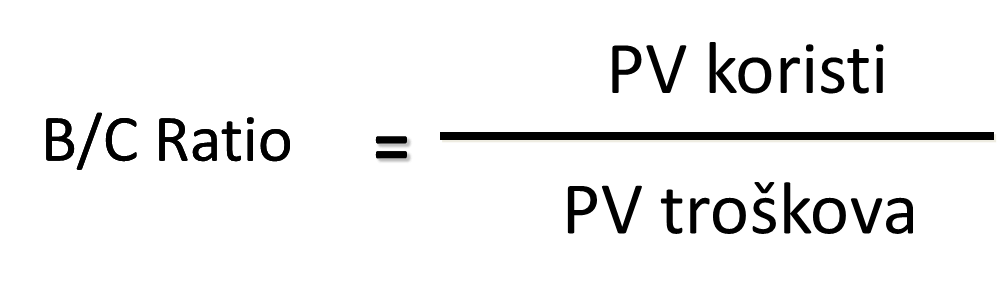 PV koristi
B/C Ratio =
PV troškova